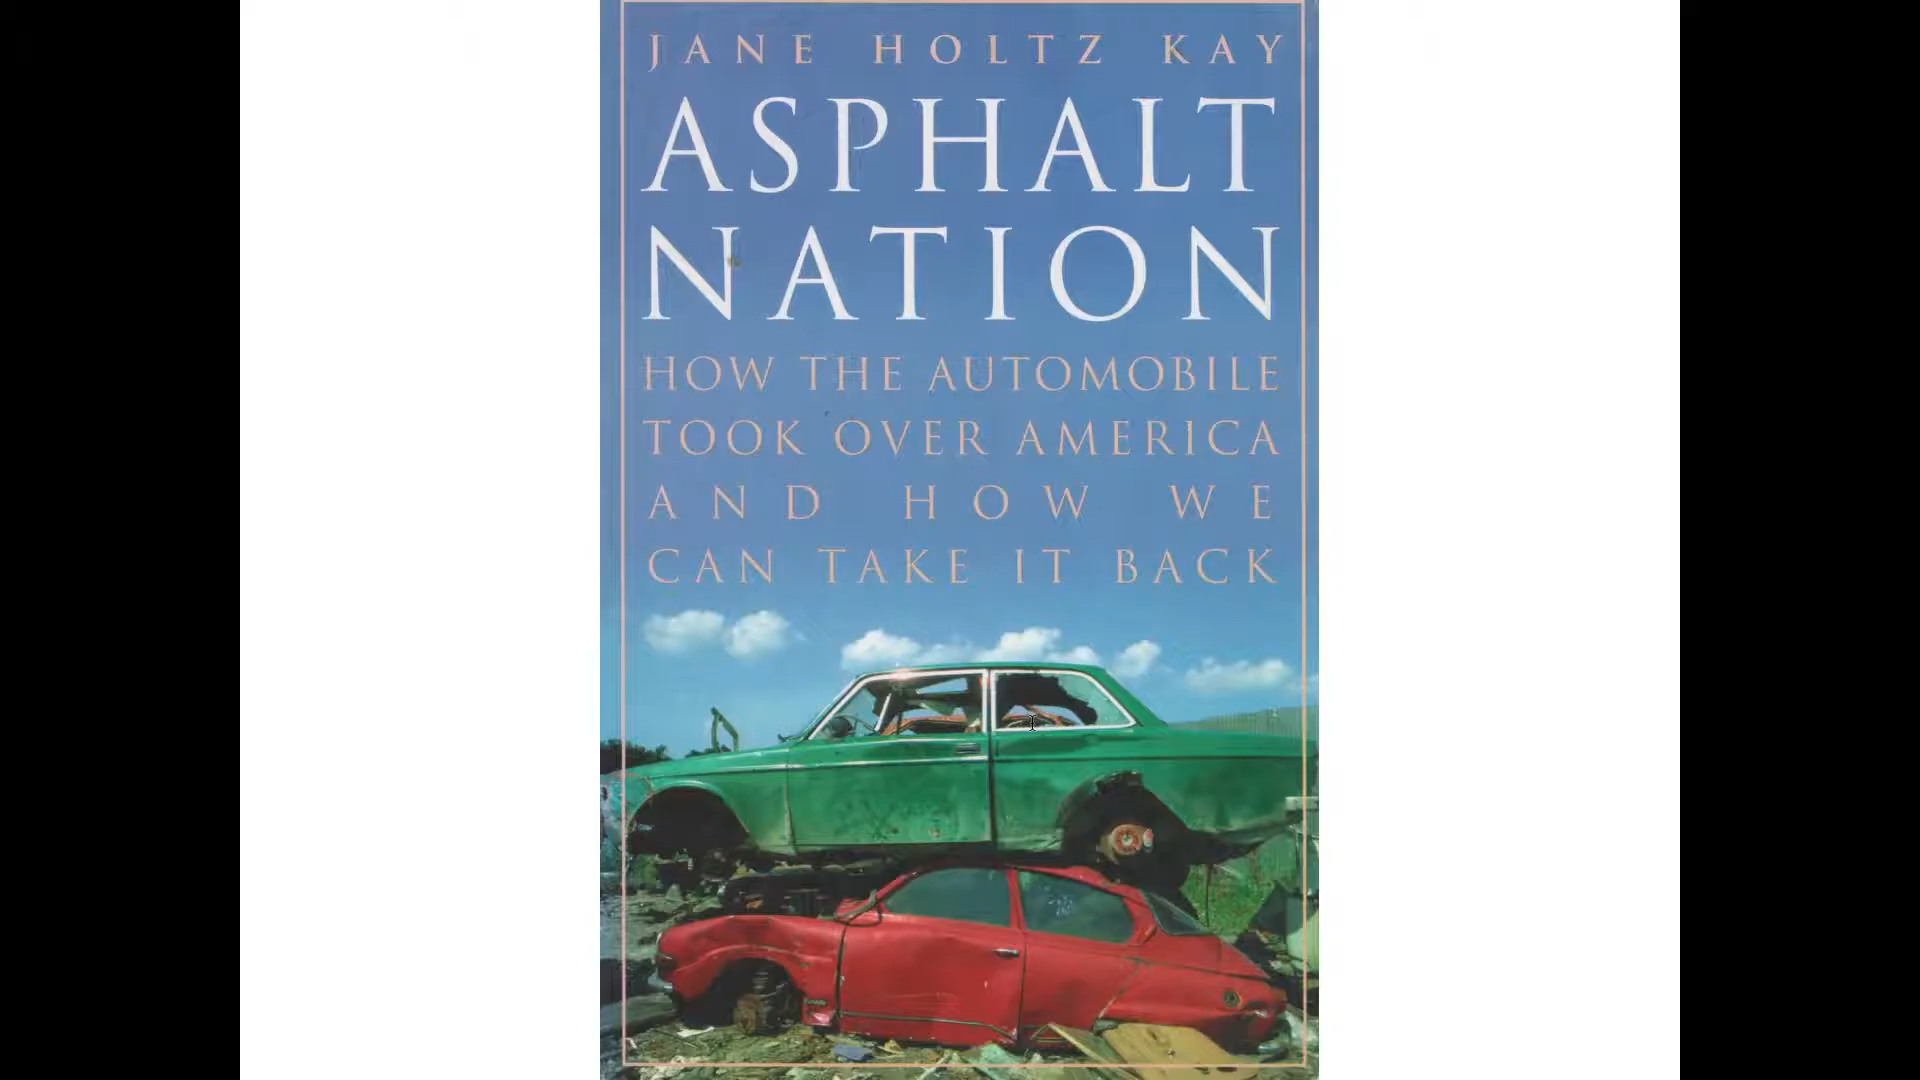 JANE HOLTZ KAY
ASPHALT
NATION
HOW THE AUTOMOBILE
TOOK OVER AMERICA
AND HOW WE
CAN TAKE IT BACK